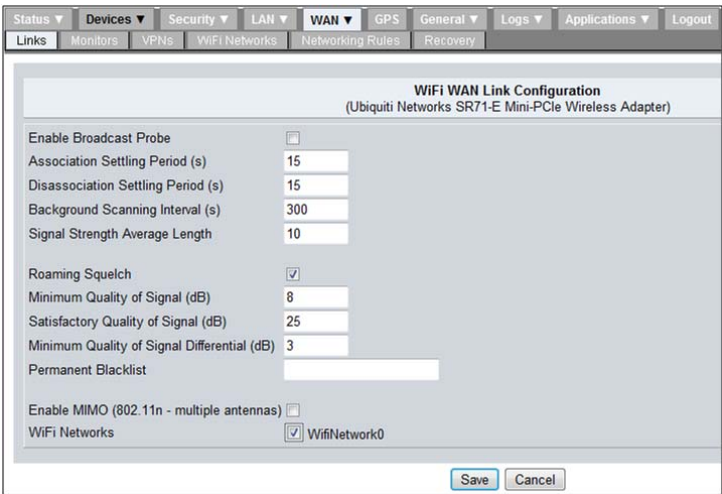 Status ▼ Devices ▼ Security ▼ LAN ▼ WAN ▼ GPS General ▼ Logs ▼ Applications ▼ Logout
Links Monitors VPNs WiFi Networks Networking Rules Recovery
WiFi WAN Link Configuration
(Ubiquiti Networks SR71-E Mini-PCIe Wireless Adapter)
Enable Broadcast Probe
Association Settling Period (s) 15
Disassociation Settling Period (s) 15
Background Scanning Interval (s) 300
Signal Strength Average Length 10
Roaming Squelch
Minimum Quality of Signal (dB) 8
Satisfactory Quality of Signal (dB) 25
Minimum Quality of Signal Differential (dB) 3
Permanent Blacklist
Enable MIMO (802.11n - multiple antennas)
WiFi Networks WifiNetwork0
Save Cancel